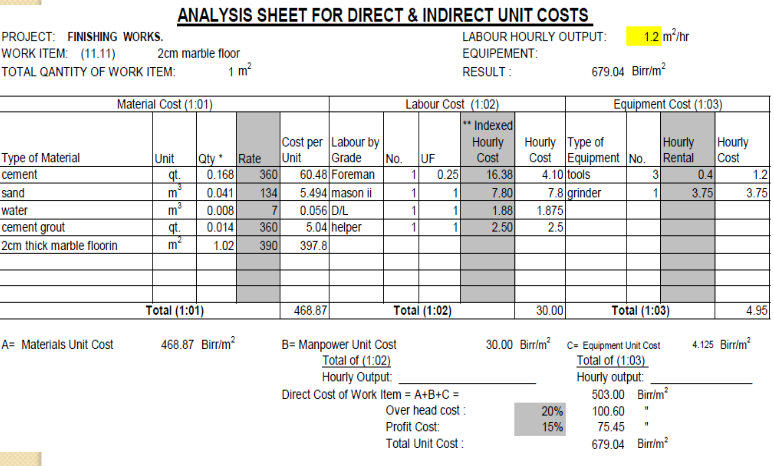 ANALYSIS SHEET FOR DIRECT & INDIRECT UNIT COSTS
PROJECT: FINISHING WORKS. LABOUR HOURLY OUTPUT: 1.2 m²/hr
WORK ITEM: (11.11) 2cm marble floor EQUIPEMENT:
TOTAL QANTITY OF WORK ITEM: 1 m² RESULT : 679.04 Birr/m²
Material Cost (1:01) Labour Cost (1:02) Equipment Cost (1:03)
Type of Material Unit Qty * Rate Cost per Unit Labour by Grade No. UF ** Indexed Hourly Cost Hourly Cost Type of Equipment No. Hourly Rental Hourly Cost
cement qt. 0.168 360 60.48 Foreman 1 0.25 16.38 4.10 tools 3 0.4 1.2
sand m³ 0.041 134 5.494 mason ii 1 1 7.80 7.8 grinder 1 3.75 3.75
water m³ 0.008 7 0.056 D/L 1 1 1.88 1.875
cement grout qt. 0.014 360 5.04 helper 1 1 2.50 2.5
2cm thick marble floorin m² 1.02 390 397.8
Total (1:01) 468.87 Total (1:02) 30.00 Total (1:03) 4.95
A= Materials Unit Cost 468.87 Birr/m² B= Manpower Unit Cost 30.00 Birr/m² C= Equipment Unit Cost 4.125 Birr/m²
Total of (1:02) Total of (1:03)
Hourly Output: Hourly output:
Direct Cost of Work Item = A+B+C = 503.00 Birr/m²
Over head cost : 20% 100.60 "
Profit Cost: 15% 75.45 "
Total Unit Cost : 679.04 Birr/m²